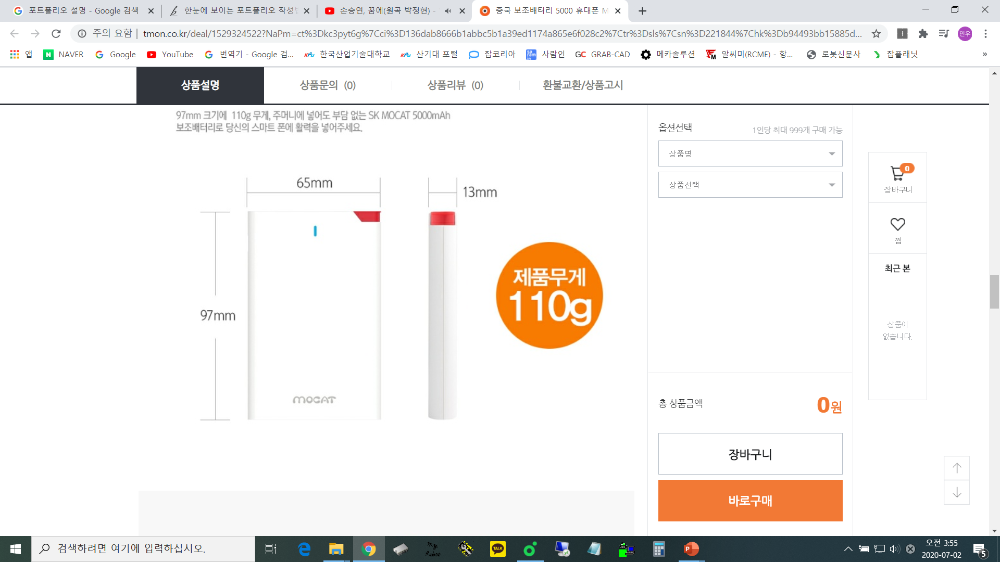 포트폴리오 설명 - Google 검색
한눈에 보이는 포트폴리오 작성법
손승연, 꿈에(원곡 박정현) -
중국 보조배터리 5000 휴대폰 M
주의 요함
tmon.co.kr/deal/1529324522?NaPm=ct%3Dkc3pyt6g%7Cci%3D136dab8666b1abbc5b1a39ed1174a865e6f028c2%7Ctr%3Dsls%7Csn%3D221844%7Chk%3Db94493bb15885d...
민우
앱
NAVER
Google
YouTube
번역기 - Google 검...
한국산업기술대학교
산기대 포털
잡코리아
사람인
GC GRAB-CAD
메카솔루션
알씨미(RCME) - 항...
로봇신문사
잡플래닛
»
상품설명
상품문의 (0)
상품리뷰 (0)
환불교환/상품고시
97mm 크기에 110g 무게, 주머니에 넣어도 부담 없는 SK MOCAT 5000mAh
보조배터리로 당신의 스마트 폰에 활력을 넣어주세요.
65mm
13mm
97mm
MOCAT
제품무게
110g
옵션선택
1인당 최대 999개 구매 가능
상품명
상품선택
총 상품금액
0원
장바구니
바로구매
0
장바구니
찜
최근 본
상품이
없습니다.
검색하려면 여기에 입력하십시오.
My
Robot
TALK
오전 3:55
2020-07-02
5